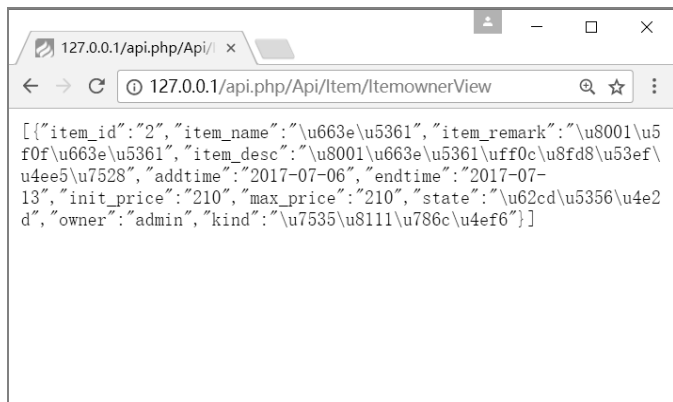 127.0.0.1/api.php/Api/I
127.0.0.1/api.php/Api/Item/ItemownerView
[{"item_id":"2","item_name":"\u663e\u5361","item_remark":"\u8001\u5
f0f\u663e\u5361","item_desc":"\u8001\u663e\u5361\uff0c\u8fd8\u53ef\
u4ee5\u7528","addtime":"2017-07-06","endtime":"2017-07-
13","init_price":"210","max_price":"210","state":"\u62cd\u5356\u4e2
d","owner":"admin","kind":"\u7535\u8111\u786c\u4ef6"}]